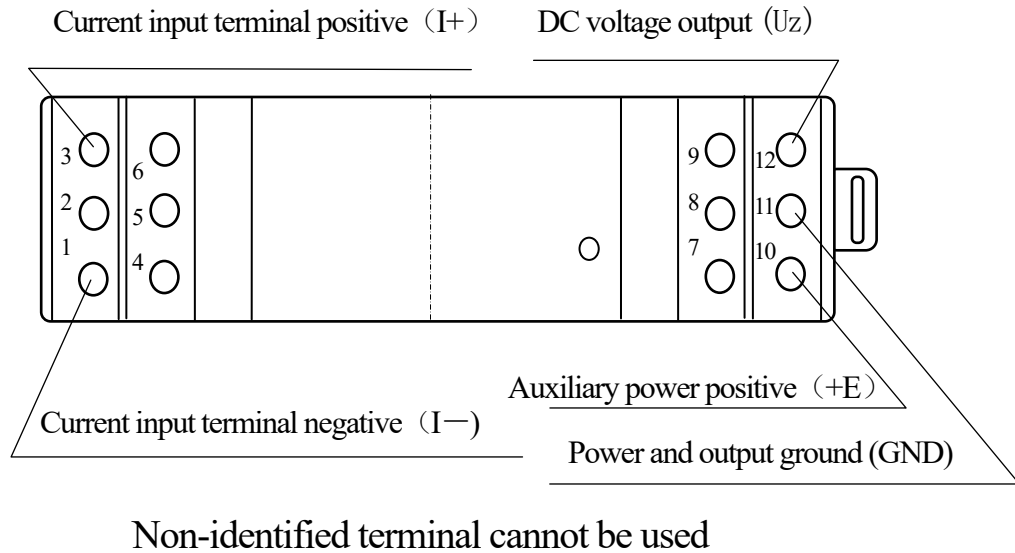 Current input terminal positive （I+） DC voltage output (Uz)
3 6 9 12
2 5 8 11
1 4 7 10
Auxiliary power positive（+E）
Current input terminal negative（I－)
Power and output ground (GND)
Non-identified terminal cannot be used